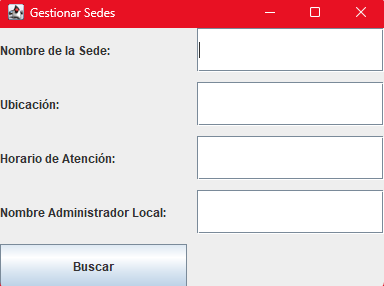 Gestionar Sedes
Nombre de la Sede:
Ubicación:
Horario de Atención:
Nombre Administrador Local:
Buscar